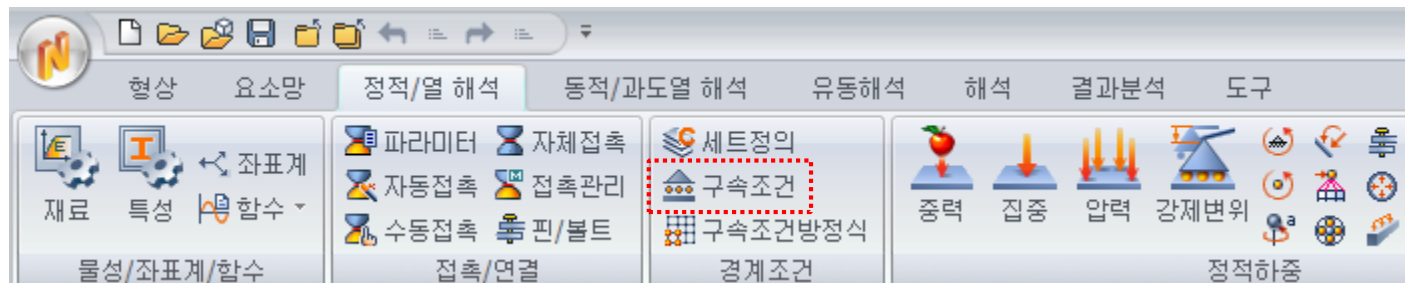 형상 요소망 정적/열 해석 동적/과도열 해석 유동해석 해석 결과분석 도구
파라미터 자체접촉 세트정의
좌표계 자동접촉 접촉관리 구속조건
재료 특성 함수 중력 집중 압력 강제변위
수동접촉 핀/볼트 구속조건방정식
물성/좌표계/함수 접촉/연결 경계조건 정적하중